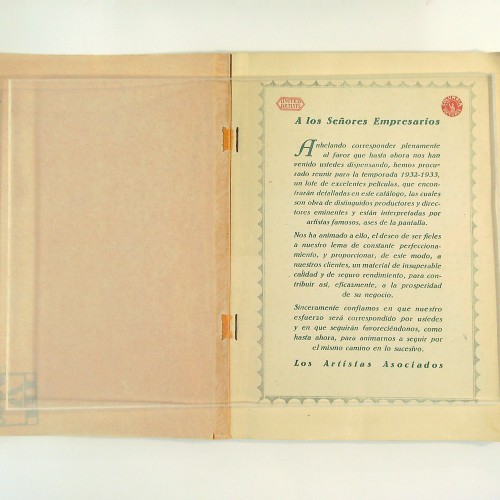 UNITED
ARTISTS
A los Señores Empresarios
Anhelando corresponder plenamente
al favor que hasta ahora nos han
venido ustedes dispensando, hemos procu-
rado reunir para la temporada 1932-1933,
un lote de excelentes películas, que encon-
trarán detalladas en este catálogo, las cuales
son obra de distinguidos productores y direc-
tores eminentes y están interpretadas por
artistas famosos, ases de la pantalla.
Nos ha animado a ello, el deseo de ser fieles
a nuestro lema de constante perfecciona-
miento, y proporcionar, de este modo, a
nuestros clientes, un material de insuperable
calidad y de seguro rendimiento, para con-
tribuir así, eficazmente, a la prosperidad
de su negocio.
Sinceramente confiamos en que nuestro
esfuerzo será correspondido por ustedes
y en que seguirán favoreciéndonos, como
hasta ahora, para animarnos a seguir por
el mismo camino en lo sucesivo.
Los Artistas Asociados